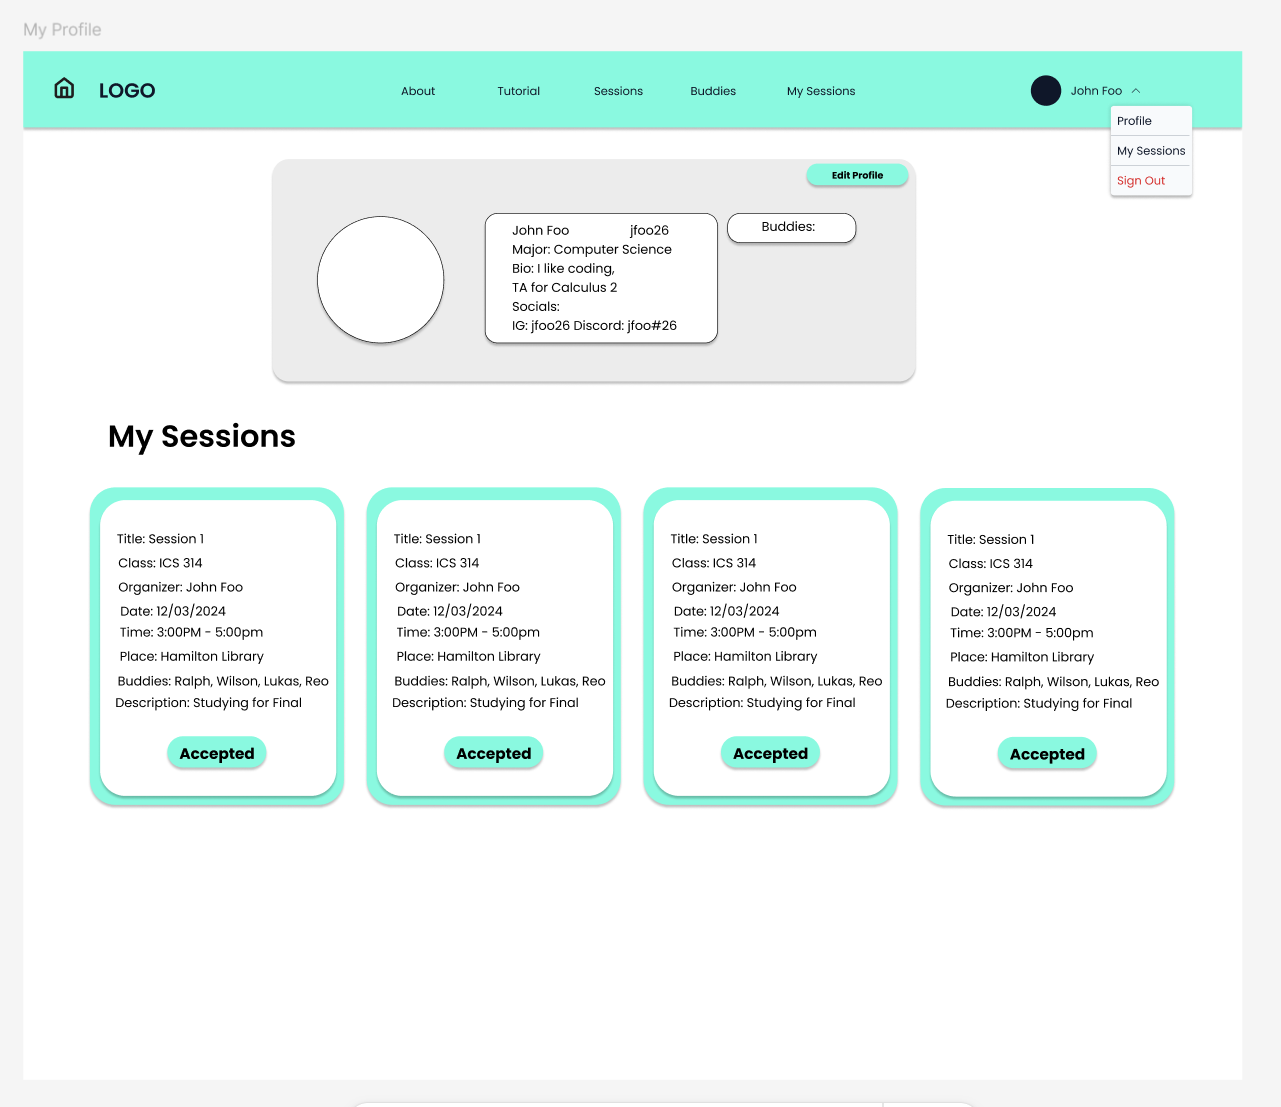 My Profile
LOGO
About Tutorial Sessions Buddies My Sessions
John Foo
Profile
My Sessions
Sign Out
Edit Profile
John Foo jfoo26
Major: Computer Science
Bio: I like coding,
TA for Calculus 2
Socials:
IG: jfoo26 Discord: jfoo#26
Buddies:
My Sessions
Title: Session 1
Class: ICS 314
Organizer: John Foo
Date: 12/03/2024
Time: 3:00PM - 5:00pm
Place: Hamilton Library
Buddies: Ralph, Wilson, Lukas, Reo
Description: Studying for Final
Accepted
Title: Session 1
Class: ICS 314
Organizer: John Foo
Date: 12/03/2024
Time: 3:00PM - 5:00pm
Place: Hamilton Library
Buddies: Ralph, Wilson, Lukas, Reo
Description: Studying for Final
Accepted
Title: Session 1
Class: ICS 314
Organizer: John Foo
Date: 12/03/2024
Time: 3:00PM - 5:00pm
Place: Hamilton Library
Buddies: Ralph, Wilson, Lukas, Reo
Description: Studying for Final
Accepted
Title: Session 1
Class: ICS 314
Organizer: John Foo
Date: 12/03/2024
Time: 3:00PM - 5:00pm
Place: Hamilton Library
Buddies: Ralph, Wilson, Lukas, Reo
Description: Studying for Final
Accepted